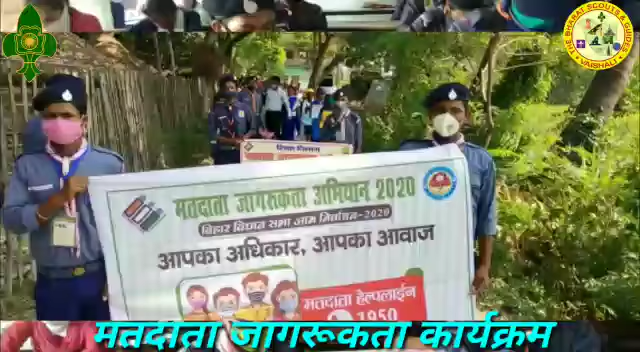 THE BHARAT SCOUTS & GUIDES
VAISHALI
मतदाता जागरूकता अभियान 2020
बिहार विधान सभा आम निर्वाचन-2020
आपका अधिकार, आपका आवाज
मतदाता हेल्पलाईन
1950
मतदाता जागरूकता कार्यक्रम